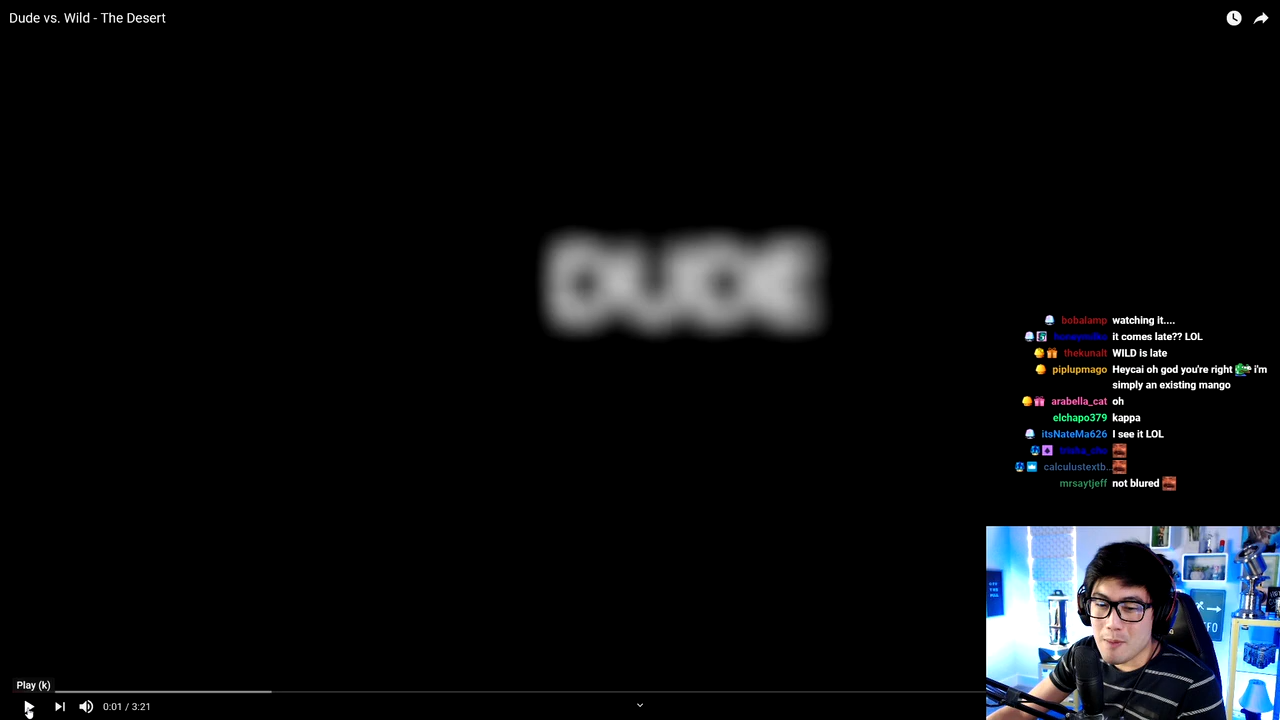 Dude vs. Wild - The Desert
DUDE
bobalamp watching it....
it comes late?? LOL
thekunalt WILD is late
piplupmago Heycai oh god you're right i'm
simply an existing mango
arabella_cat oh
elchapo379 kappa
itsNateMa626 I see it LOL
calculustextb..
mrsaytjeff not blured
Play (k)
0:01 / 3:21